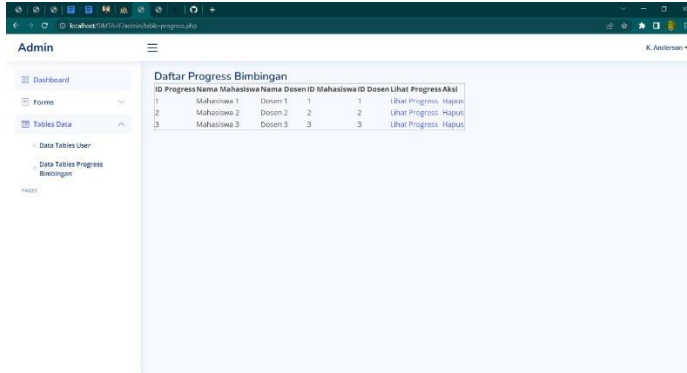 localhost/SIMTA-IF/admin/table-progress.php
Admin
K. Anderson
Dashboard
Forms
Tables Data
Data Tables User
Data Tables Progress
Bimbingan
PAGES
Daftar Progress Bimbingan
ID Progress Nama Mahasiswa Nama Dosen ID Mahasiswa ID Dosen Lihat Progress Aksi
1 Mahasiswa 1 Dosen 1 1 1 Lihat Progress Hapus
2 Mahasiswa 2 Dosen 2 2 2 Lihat Progress Hapus
3 Mahasiswa 3 Dosen 3 3 3 Lihat Progress Hapus